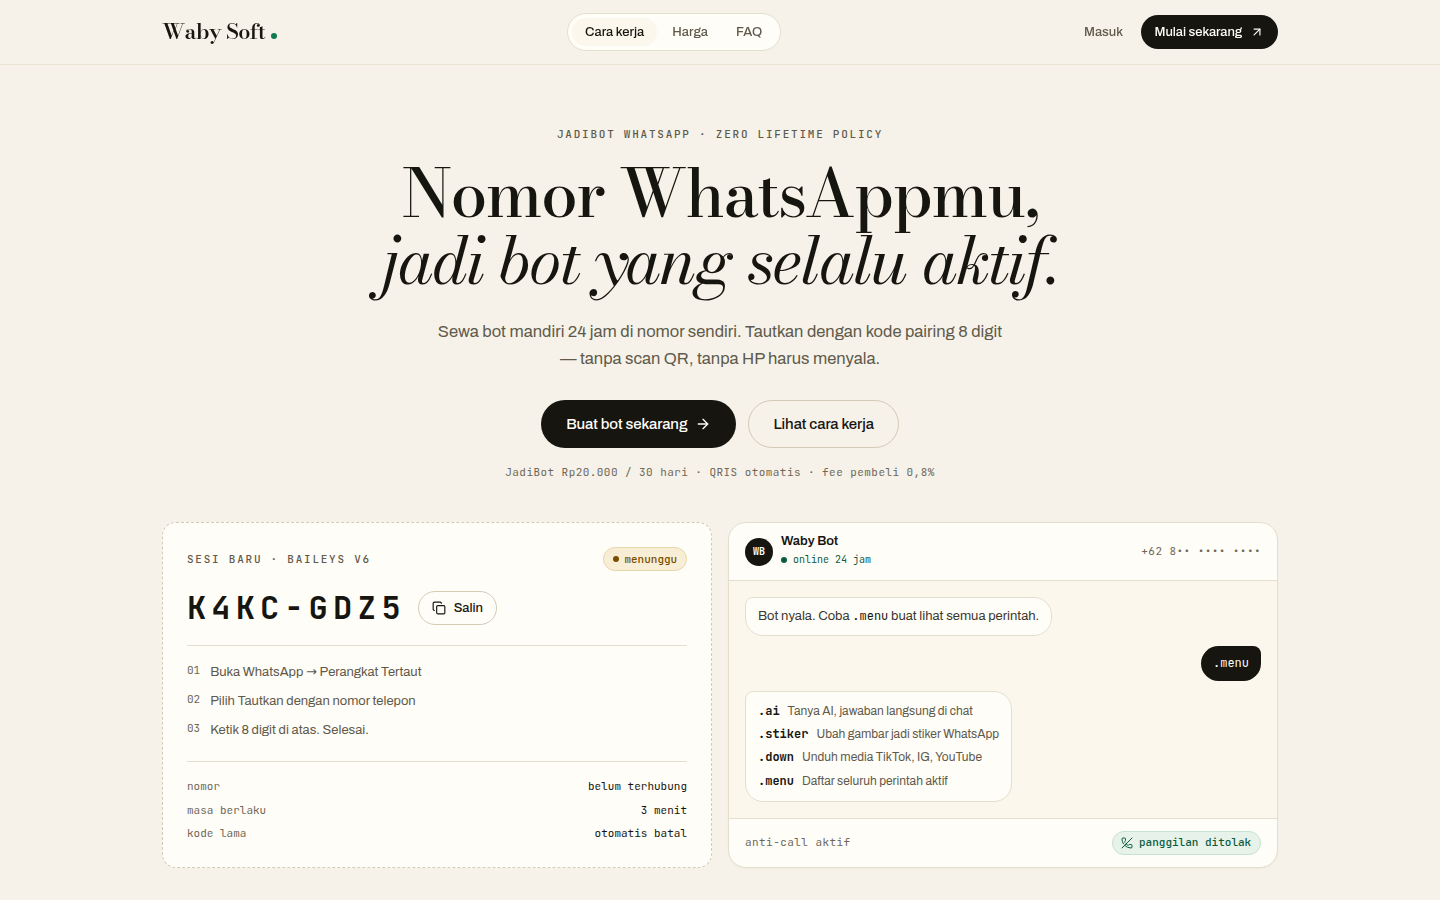 Waby Soft
Cara kerja
Harga
FAQ
Masuk
Mulai sekarang
JADIBOT WHATSAPP · ZERO LIFETIME POLICY
Nomor WhatsAppmu,
jadi bot yang selalu aktif.
Sewa bot mandiri 24 jam di nomor sendiri. Tautkan dengan kode pairing 8 digit
— tanpa scan QR, tanpa HP harus menyala.
Buat bot sekarang →
Lihat cara kerja
JadiBot Rp20.000 / 30 hari · QRIS otomatis · fee pembeli 0,8%
SESI BARU · BAILEYS V6
menunggu
K4KC-GDZ5
Salin
01 Buka WhatsApp → Perangkat Tertaut
02 Pilih Tautkan dengan nomor telepon
03 Ketik 8 digit di atas. Selesai.
nomor belum terhubung
masa berlaku 3 menit
kode lama otomatis batal
WB
Waby Bot
online 24 jam
+62 8•• •••• ••••
Bot nyala. Coba .menu buat lihat semua perintah.
.menu
.ai Tanya AI, jawaban langsung di chat
.stiker Ubah gambar jadi stiker WhatsApp
.down Unduh media TikTok, IG, YouTube
.menu Daftar seluruh perintah aktif
anti-call aktif
panggilan ditolak